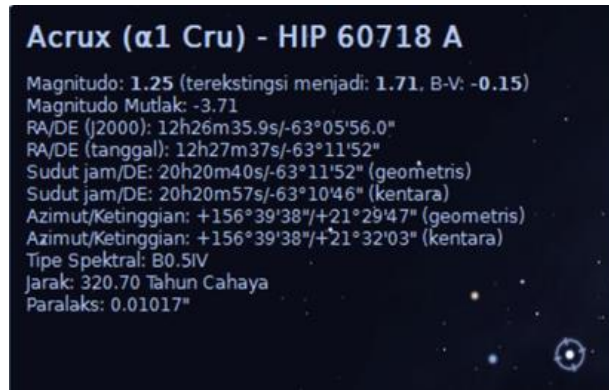 Acrux (α1 Cru) - HIP 60718 A
Magnitudo: 1.25 (terekstingsi menjadi: 1.71, B-V: -0.15)
Magnitudo Mutlak: -3.71
RA/DE (J2000): 12h26m35.9s/-63°05'56.0"
RA/DE (tanggal): 12h27m37s/-63°11'52"
Sudut jam/DE: 20h20m40s/-63°11'52" (geometris)
Sudut jam/DE: 20h20m57s/-63°10'46" (kentara)
Azimut/Ketinggian: +156°39'38"/+21°29'47" (geometris)
Azimut/Ketinggian: +156°39'38"/+21°32'03" (kentara)
Tipe Spektral: B0.5IV
Jarak: 320.70 Tahun Cahaya
Paralaks: 0.01017"